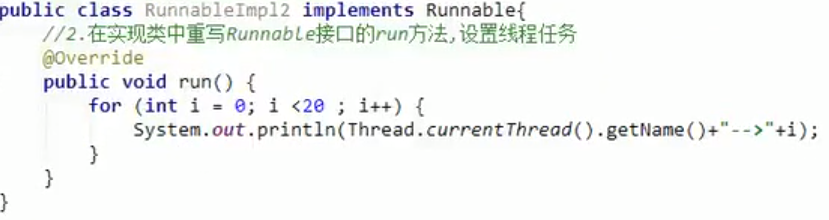 public class RunnableImpl2 implements Runnable{
//2.在实现类中重写Runnable接口的run方法,设置线程任务
@Override
public void run() {
for (int i = 0; i <20 ; i++) {
System.out.println(Thread.currentThread().getName()+"-->"+i);
}
}
}